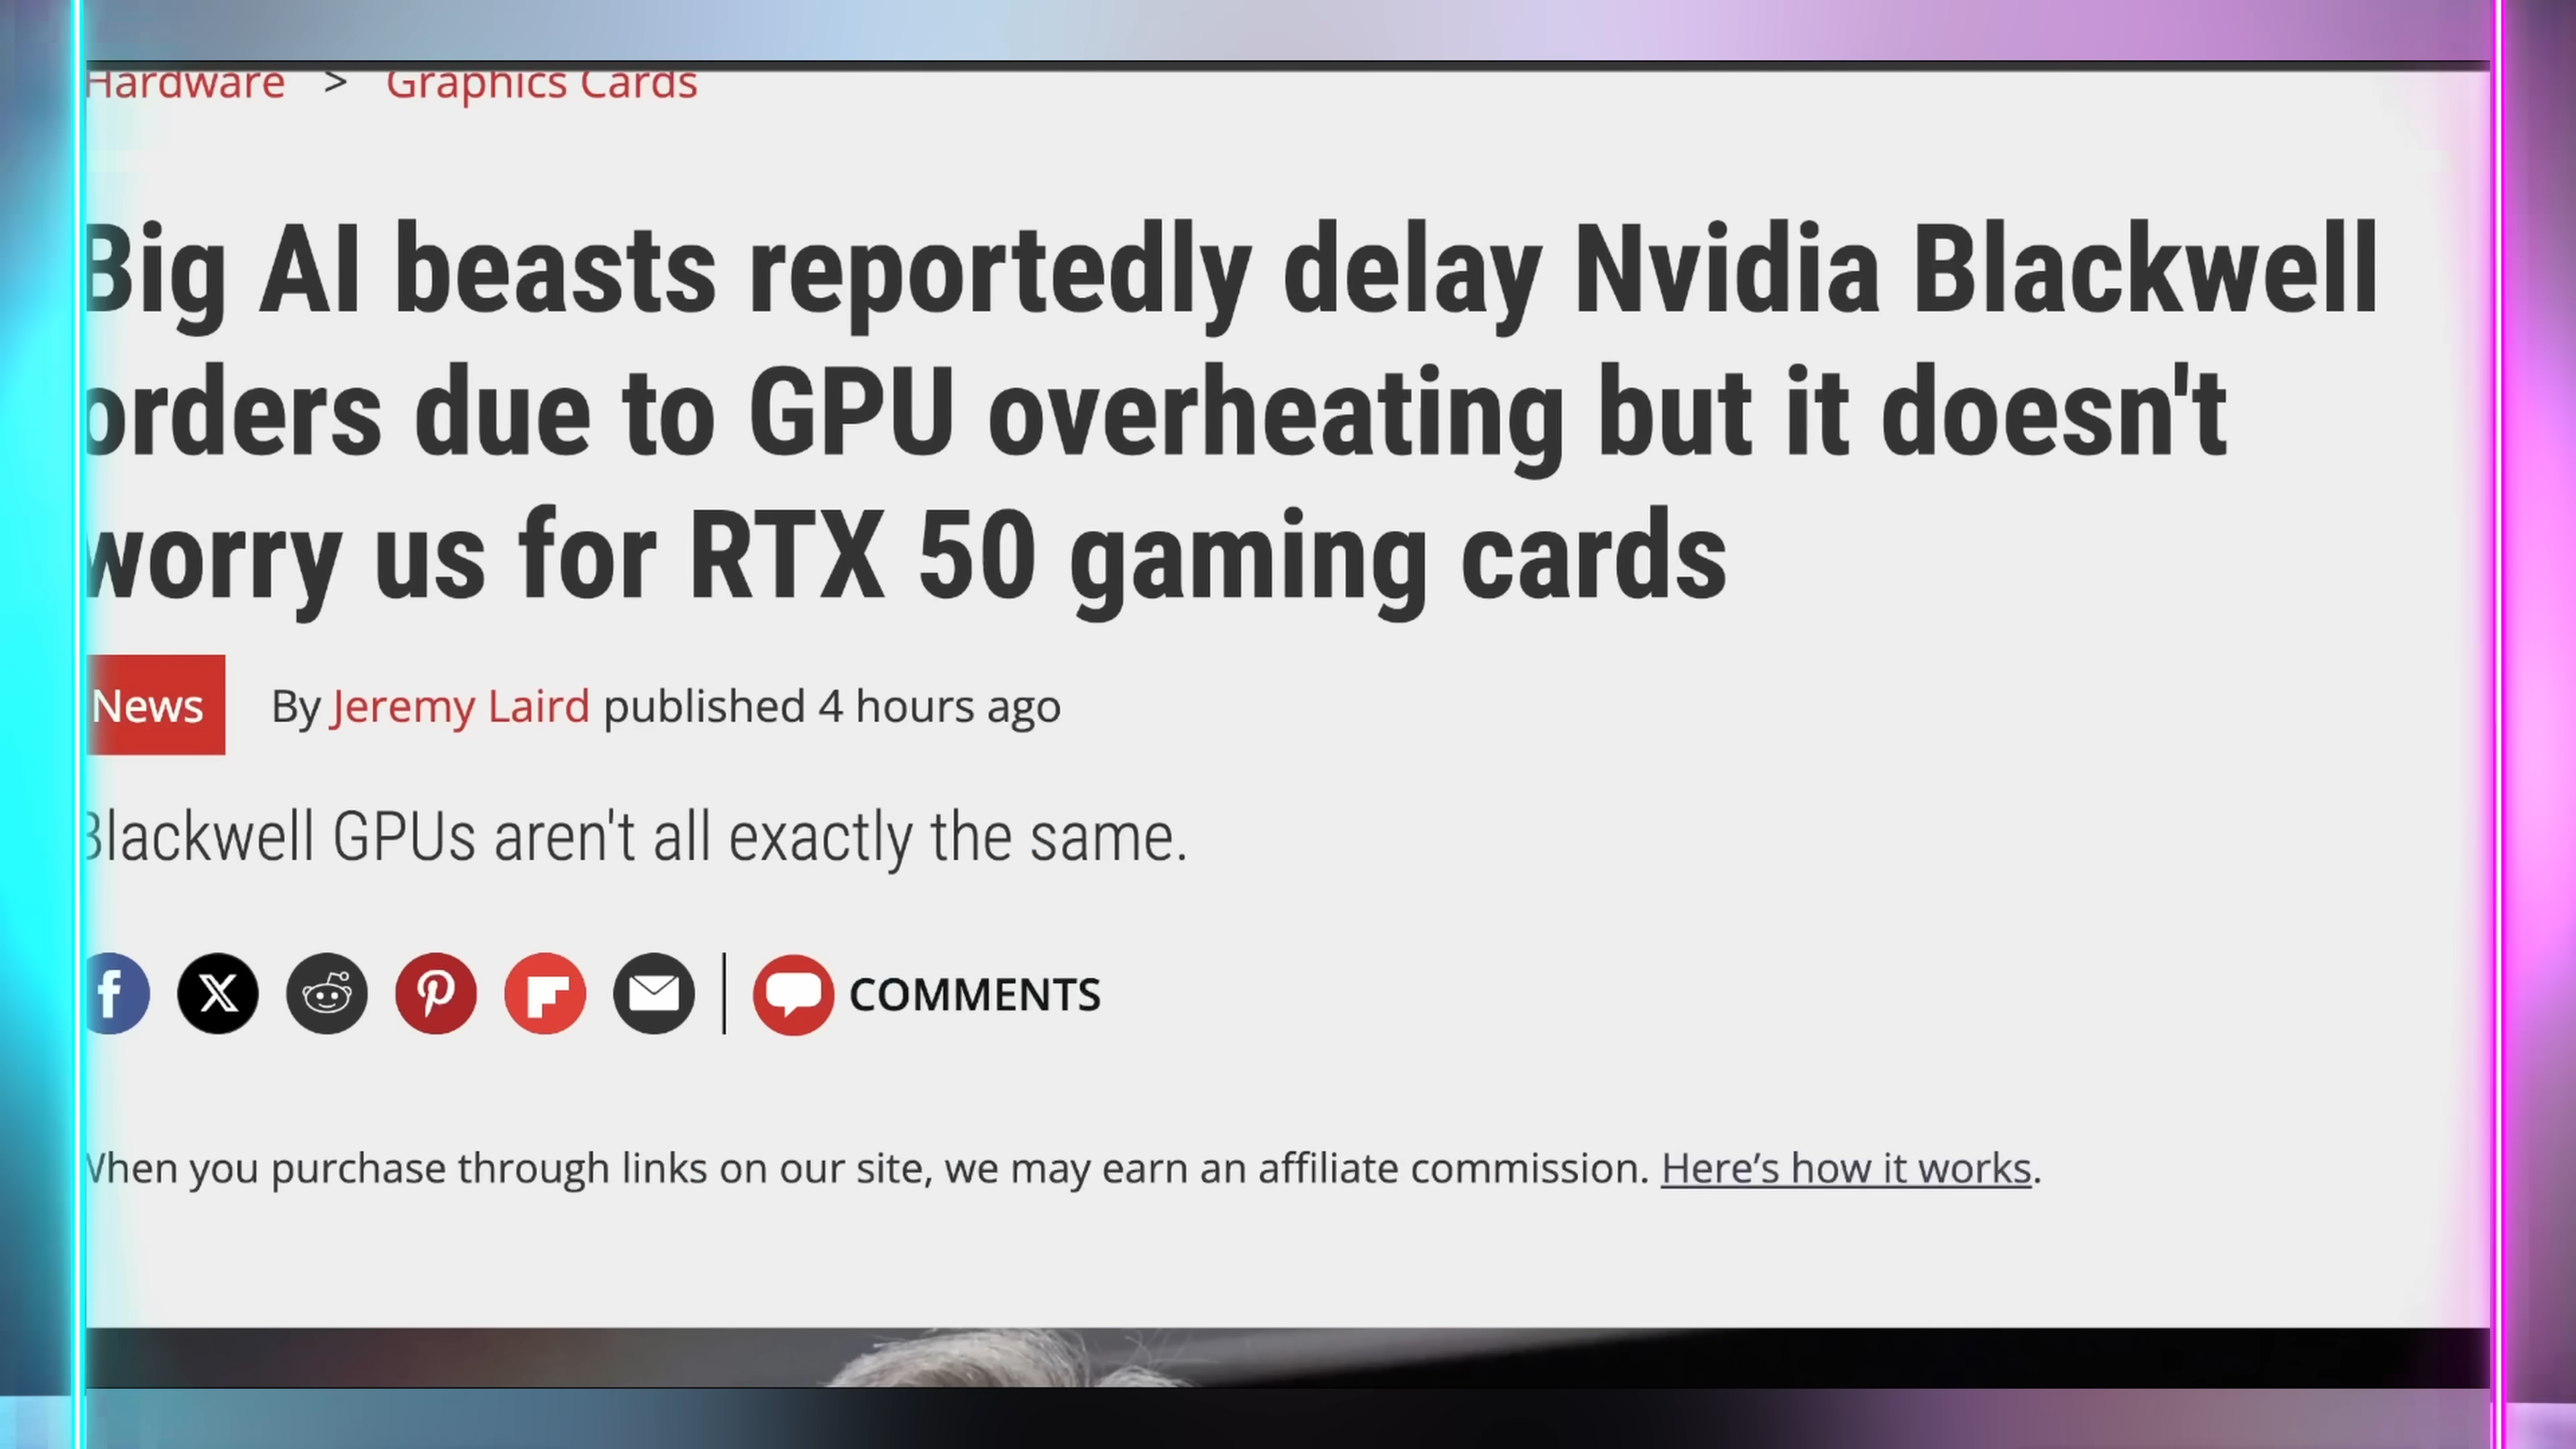 Hardware > Graphics Cards
Big AI beasts reportedly delay Nvidia Blackwell
orders due to GPU overheating but it doesn't
worry us for RTX 50 gaming cards
News By Jeremy Laird published 4 hours ago
Blackwell GPUs aren't all exactly the same.
COMMENTS
When you purchase through links on our site, we may earn an affiliate commission. Here’s how it works.